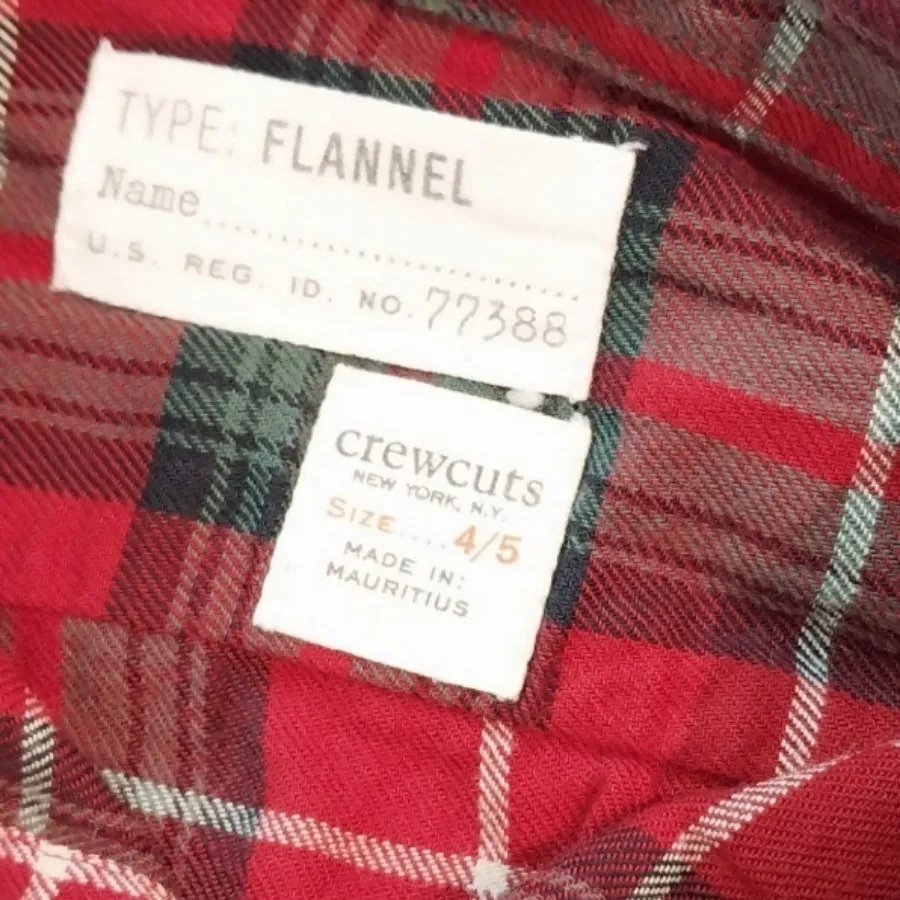 TYPE: FLANNEL
Name..............................
U.S. REG. ID. NO. 77388
crewcuts
NEW YORK, N.Y.
SIZE.... 4/5
MADE IN:
MAURITIUS